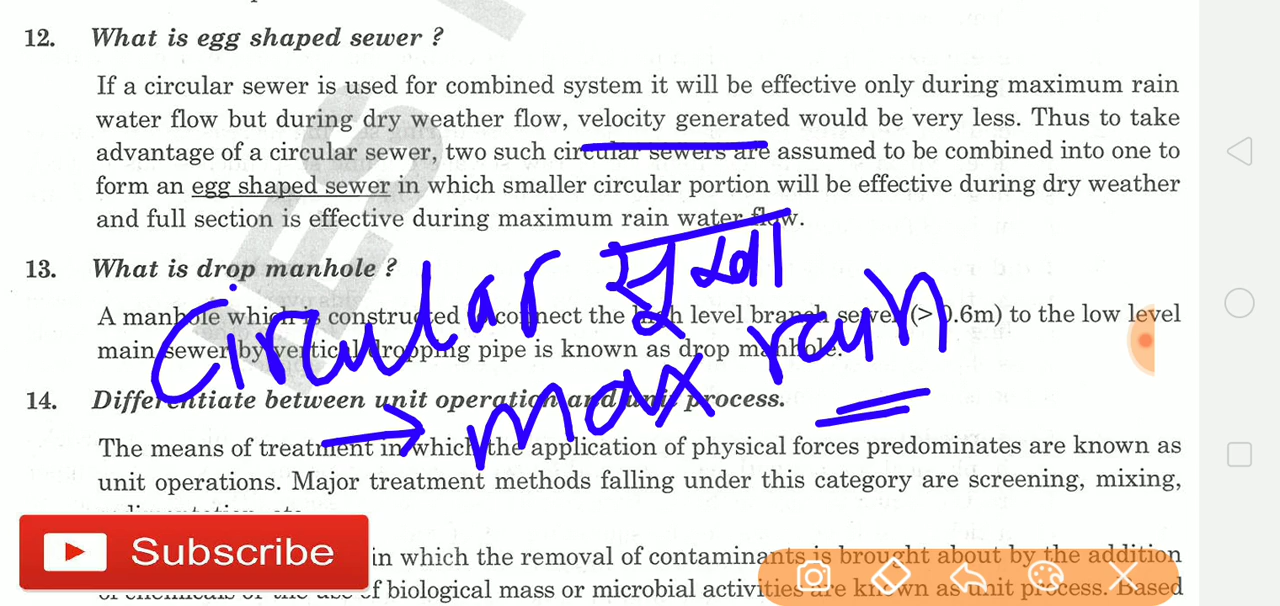 12. What is egg shaped sewer ?
If a circular sewer is used for combined system it will be effective only during maximum rain
water flow but during dry weather flow, velocity generated would be very less. Thus to take
advantage of a circular sewer, two such circular sewers are assumed to be combined into one to
form an egg shaped sewer in which smaller circular portion will be effective during dry weather
and full section is effective during maximum rain water flow.
13. What is drop manhole ?
circular सूखा
A manhole which is constructed to connect the high level branch sewer (> 0.6m) to the low level
main sewer by vertical dropping pipe is known as drop manhole.
→ max rain
14. Differentiate between unit operation and unit process.
The means of treatment in which the application of physical forces predominates are known as
unit operations. Major treatment methods falling under this category are screening, mixing,
Subscribe
in which the removal of contaminants is brought about by the addition
of biological mass or microbial activities are known as unit process. Based